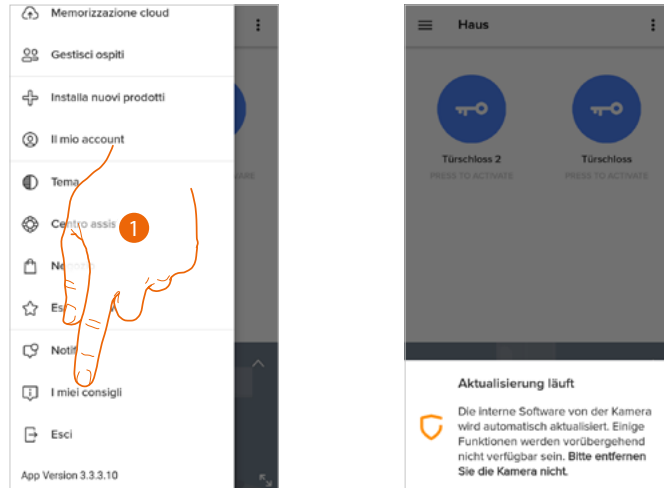 Memorizzazione cloud
Gestisci ospiti
Installa nuovi prodotti
Il mio account
Tema
Centro assis
1
I miei consigli
Esci
App Version 3.3.3.10
Haus
Türschloss 2
PRESS TO ACTIVATE
Türschloss
PRESS TO ACTIVATE
Aktualisierung läuft
Die interne Software von der Kamera
wird automatisch aktualisiert. Einige
Funktionen werden vorübergehend
nicht verfügbar sein. Bitte entfernen
Sie die Kamera nicht.